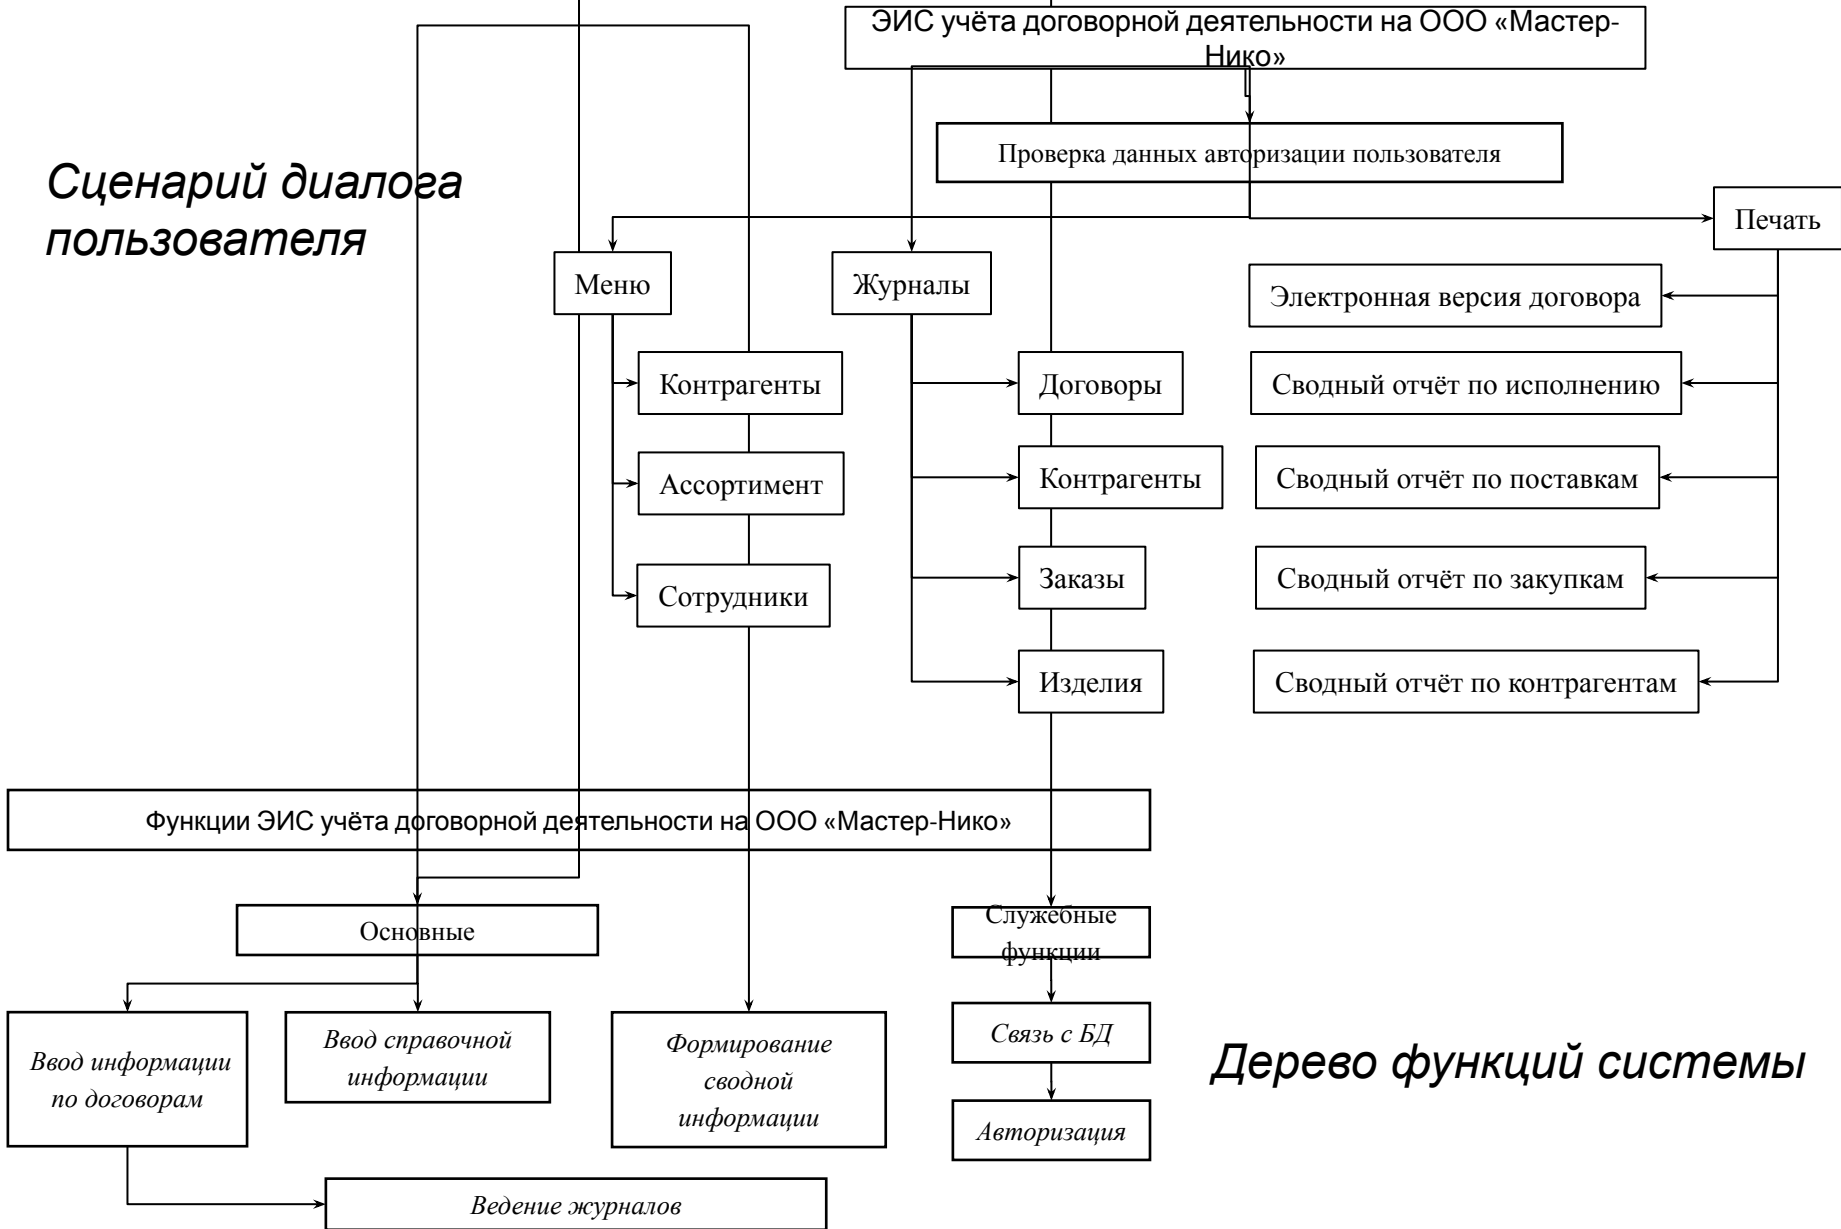 ЭИС учёта договорной деятельности на ООО «Мастер-
Нико»
Проверка данных авторизации пользователя
Сценарий диалога
пользователя
Печать
Меню
Журналы
Электронная версия договора
Контрагенты
Договоры
Сводный отчёт по исполнению
Ассортимент
Контрагенты
Сводный отчёт по поставкам
Сотрудники
Заказы
Сводный отчёт по закупкам
Изделия
Сводный отчёт по контрагентам
Функции ЭИС учёта договорной деятельности на ООО «Мастер-Нико»
Основные
Служебные
функции
Ввод информации
по договорам
Ввод справочной
информации
Формирование
сводной
информации
Связь с БД
Дерево функций системы
Авторизация
Ведение журналов